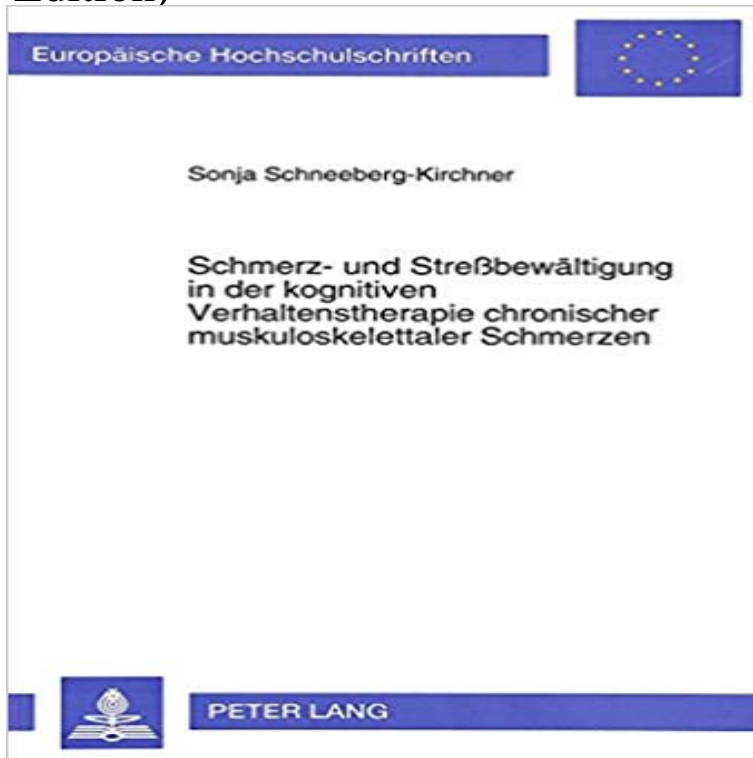 Europäische Hochschulschriften
Sonja Schneeberg-Kirchner
Schmerz- und Streßbewältigung
in der kognitiven
Verhaltenstherapie chronischer
muskuloskelettaler Schmerzen
PETER LANG